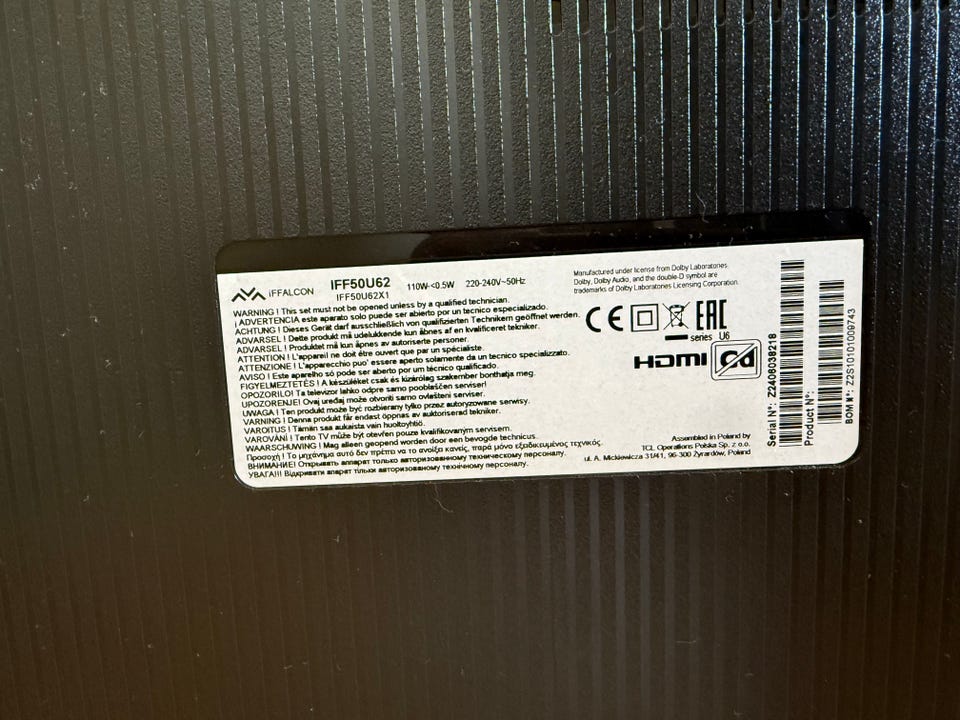 iFFALCON
IFF50U62
IFF50U62X1
110W<0.5W 220-240V~50Hz
Manufactured under license from Dolby Laboratories.
Dolby, Dolby Audio, and the double-D symbol are
trademarks of Dolby Laboratories Licensing Corporation.
WARNING ! This set must not be opened unless by a qualified technician.
¡ ADVERTENCIA este aparato solo puede ser abierto por un tecnico especializado.
ACHTUNG ! Dieses Gerät darf ausschließlich von qualifizierten Technikern geöffnet werden.
ADVARSEL ! Dette produkt må udelukkende kun åbnes af en kvalificeret tekniker.
ADVARSEL ! Produktet må kun åpnes av autoriserte personer.
ATTENTION ! L'appareil ne doit être ouvert que par un spécialiste.
ATTENZIONE ! L'apparecchio puo' essere aperto solamente da un tecnico specializzato.
AVISO ! Este aparelho só pode ser aberto por um técnico qualificado.
FIGYELMEZTETÉS ! A készüléket csak és kizárólag szakember bonthatja meg.
OPOZORILO! Ta televizor lahko odpre samo pooblaščen serviser!
UPOZORENJE! Ovaj uređaj može otvoriti samo ovlašteni serviser.
UWAGA ! Ten produkt może być rozbierany tylko przez autoryzowane serwisy.
VARNING ! Denna produkt får endast öppnas av auktoriserad tekniker.
VAROITUS ! Tämän saa aukaista vain huoltoyhtiö.
VAROVÁNÍ ! Tento TV může být otevřen pouze kvalifikovaným servisem.
WAARSCHUWING ! Mag alleen geopend worden door een bevoegde technicus.
Προσοχή ! Το μηχάνημα αυτό δεν πρέπει να το ανοίξει κανείς, παρά μόνο εξειδικευμένος τεχνικός.
ВНИМАНИЕ! Открывать аппарат только авторизованному техническому персоналу.
УВАГА!!! Відкривати апарат тільки авторизованому технічному персоналу.
CE EAC
series U6
HDMI
Assembled in Poland by
TCL Operations Polska Sp. z o.o.
ul. A. Mickiewicza 31/41, 96-300 Żyrardów, Poland
Serial N°: Z2408038218
Product N°:
BOM N°: Z2S10101009743